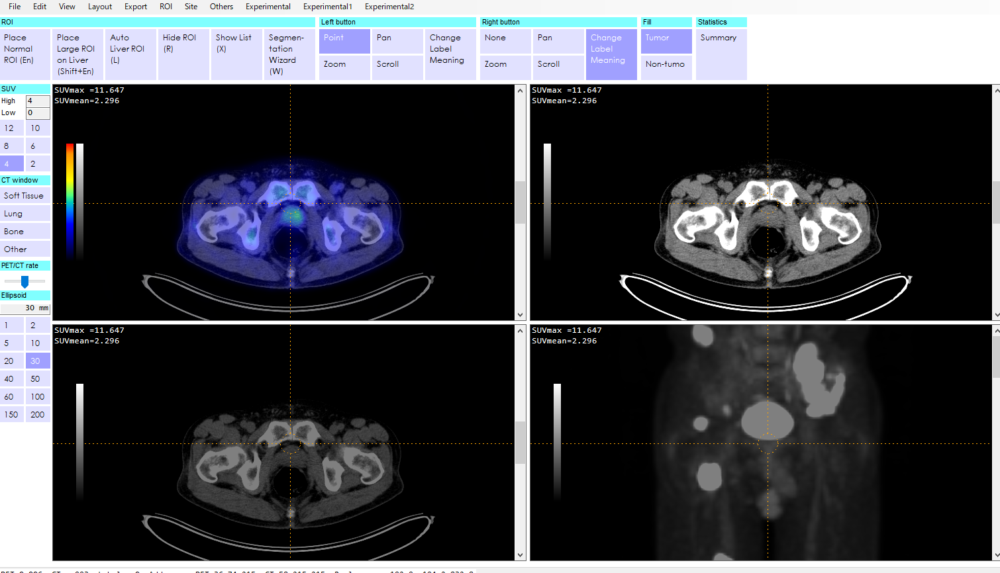 File Edit View Layout Export ROI Site Others Experimental Experimental1 Experimental2
ROI
Place
Normal
ROI (En)
Place
Large ROI
on Liver
(Shift+En)
Auto
Liver ROI
(L)
Hide ROI
(R)
Show List
(X)
Segmen-
tation
Wizard
(W)
Left button
Point
Pan
Change
Label
Meaning
Zoom
Scroll
Right button
None
Pan
Change
Label
Meaning
Zoom
Scroll
Fill
Tumor
Non-tumo
Statistics
Summary
SUV
High 4
Low 0
12 10
8 6
4 2
CT window
Soft Tissue
Lung
Bone
Other
PET/CT rate
Ellipsoid
30 mm
1 2
5 10
20 30
40 50
60 100
150 200
SUVmax =11.647
SUVmean=2.296
SUVmax =11.647
SUVmean=2.296
SUVmax =11.647
SUVmean=2.296
SUVmax =11.647
SUVmean=2.296